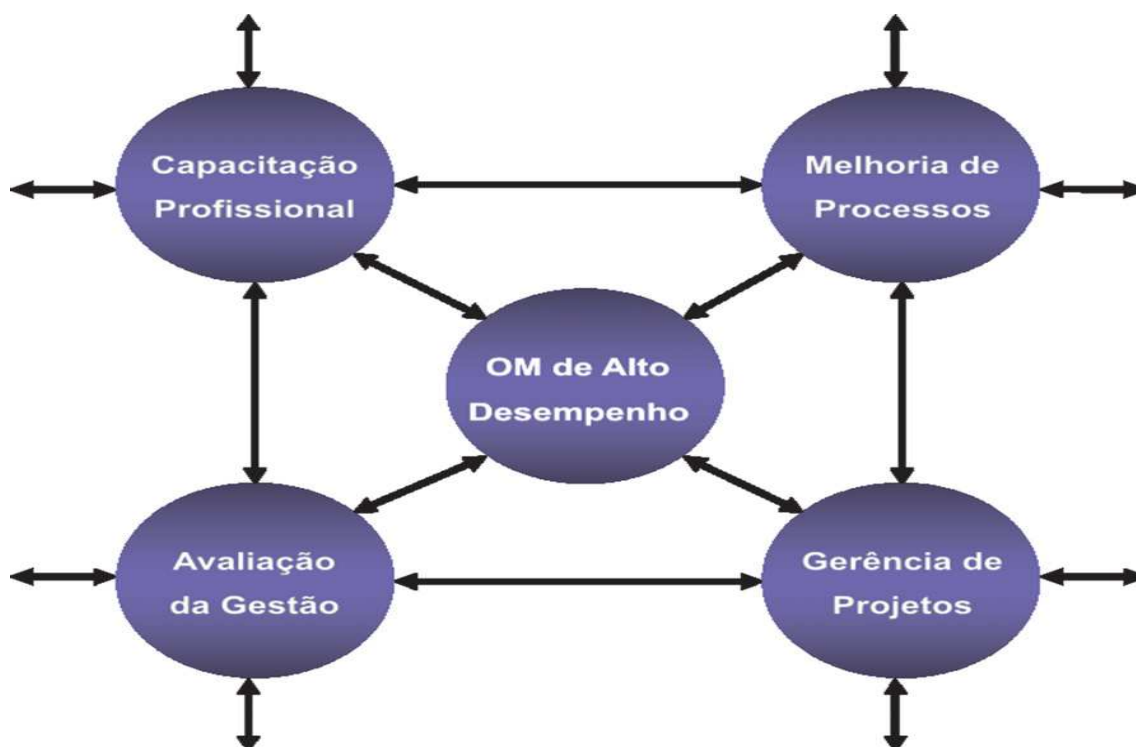 Capacitação
Profissional
Melhoria de
Processos
OM de Alto
Desempenho
Avaliação
da Gestão
Gerência de
Projetos